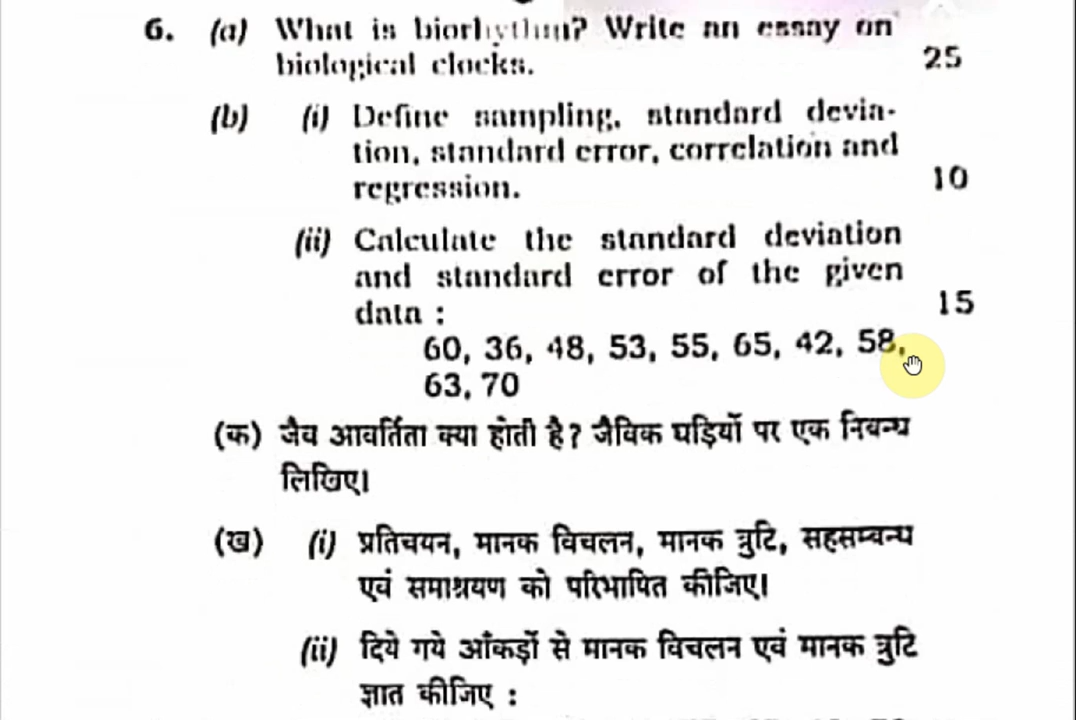 6. (a) What is biorhythm? Write an essay on
biological clocks. 25
(b) (i) Define sampling, standard devia-
tion, standard error, correlation and
regression. 10
(ii) Calculate the standard deviation
and standard error of the given
data : 15
60, 36, 48, 53, 55, 65, 42, 58,
63, 70
(क) जैव आवर्तिता क्या होती है? जैविक घड़ियों पर एक निबन्ध
लिखिए।
(ख) (i) प्रतिचयन, मानक विचलन, मानक त्रुटि, सहसम्बन्ध
एवं समाश्रयण को परिभाषित कीजिए।
(ii) दिये गये आँकड़ों से मानक विचलन एवं मानक त्रुटि
ज्ञात कीजिए :